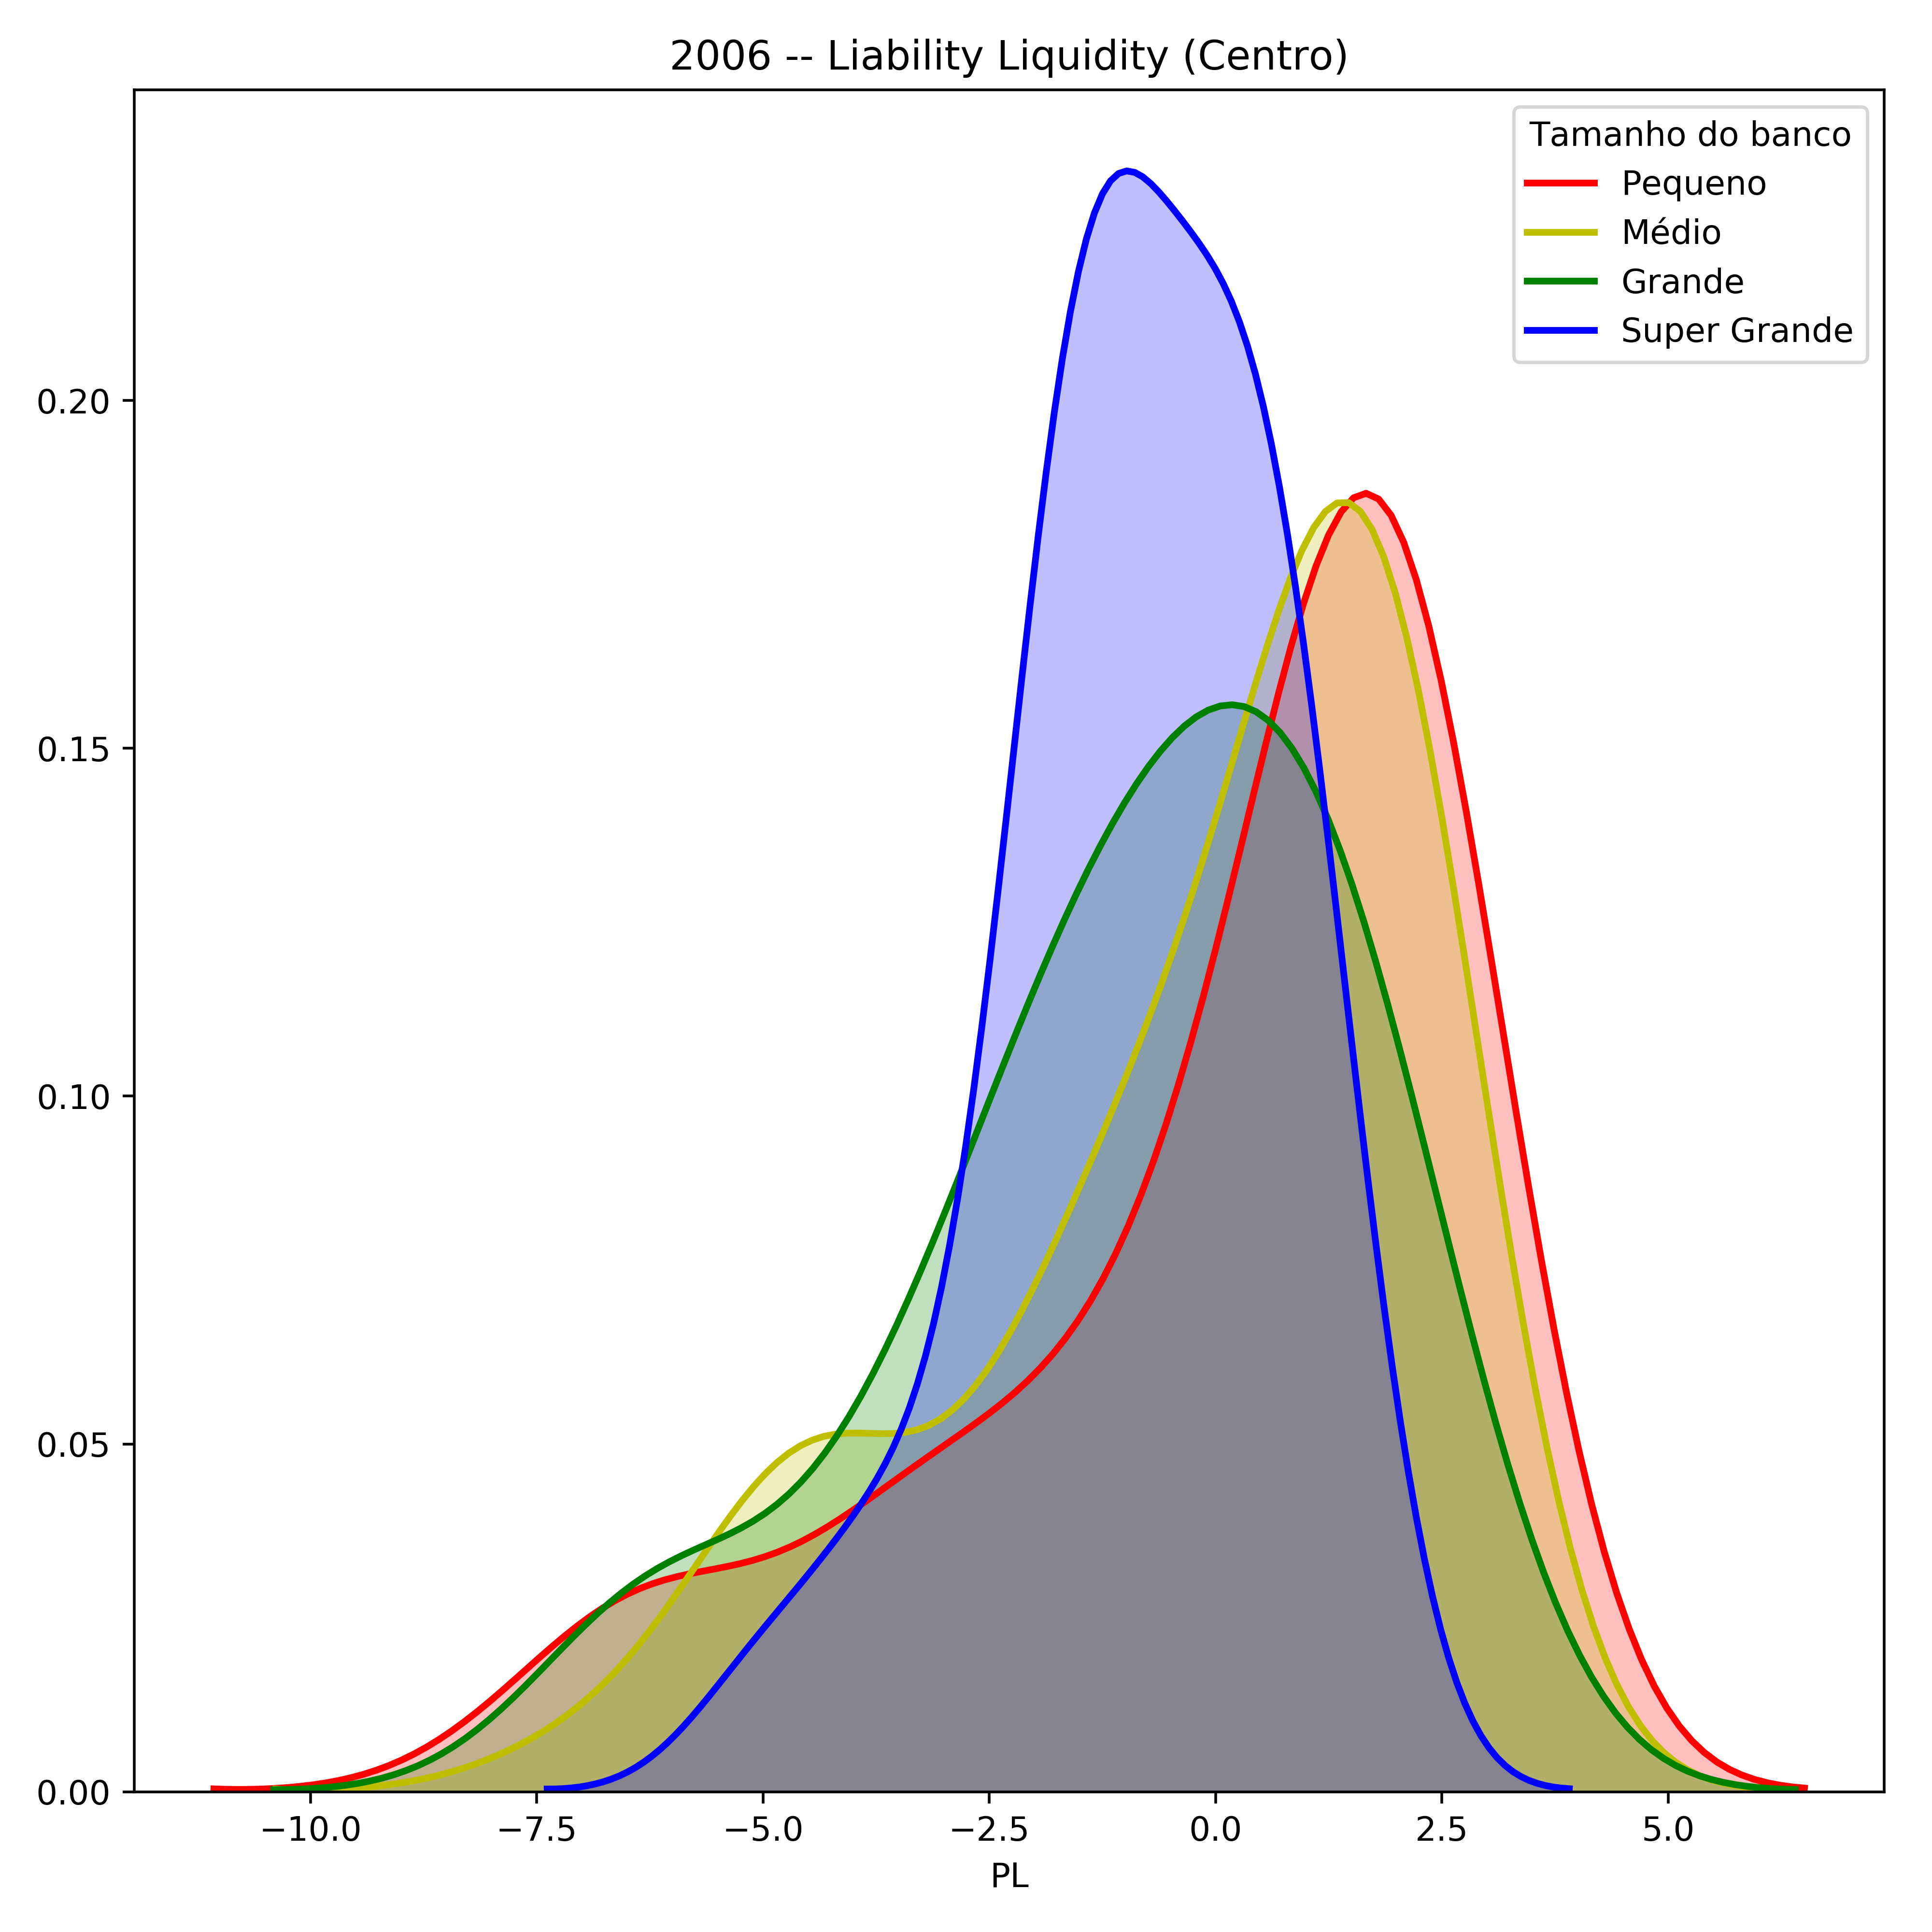 2006 -- Liability Liquidity (Centro)
Tamanho do banco
Pequeno
Médio
Grande
Super Grande
0.20
0.15
0.10
0.05
0.00
−10.0 −7.5 −5.0 −2.5 0.0 2.5 5.0
PL